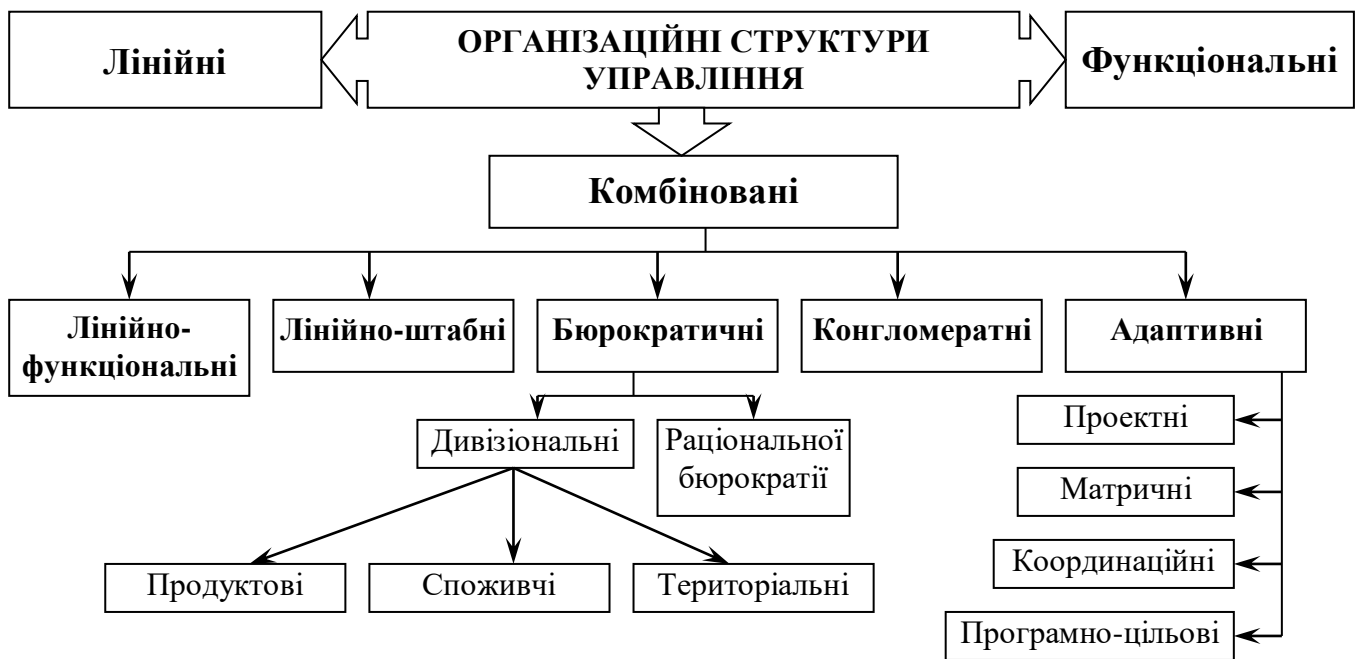 Лінійні
ОРГАНІЗАЦІЙНІ СТРУКТУРИ
УПРАВЛІННЯ
Функціональні
Комбіновані
Лінійно-
функціональні
Лінійно-штабні
Бюрократичні
Конгломератні
Адаптивні
Дивізіональні
Раціональної
бюрократії
Продуктові
Споживчі
Територіальні
Проектні
Матричні
Координаційні
Програмно-цільові